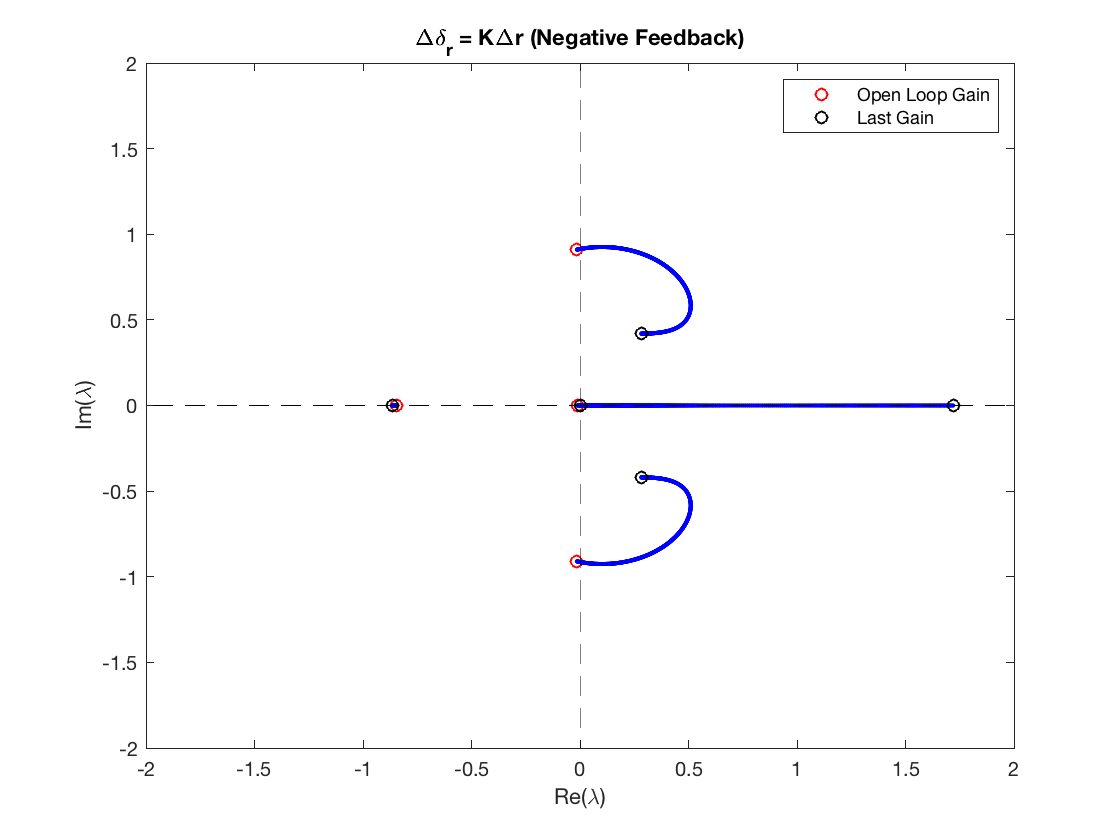 Δδr = KΔr (Negative Feedback)
Open Loop Gain
Last Gain
2
1.5
1
0.5
0
-0.5
-1
-1.5
-2
Im(λ)
-2 -1.5 -1 -0.5 0 0.5 1 1.5 2
Re(λ)